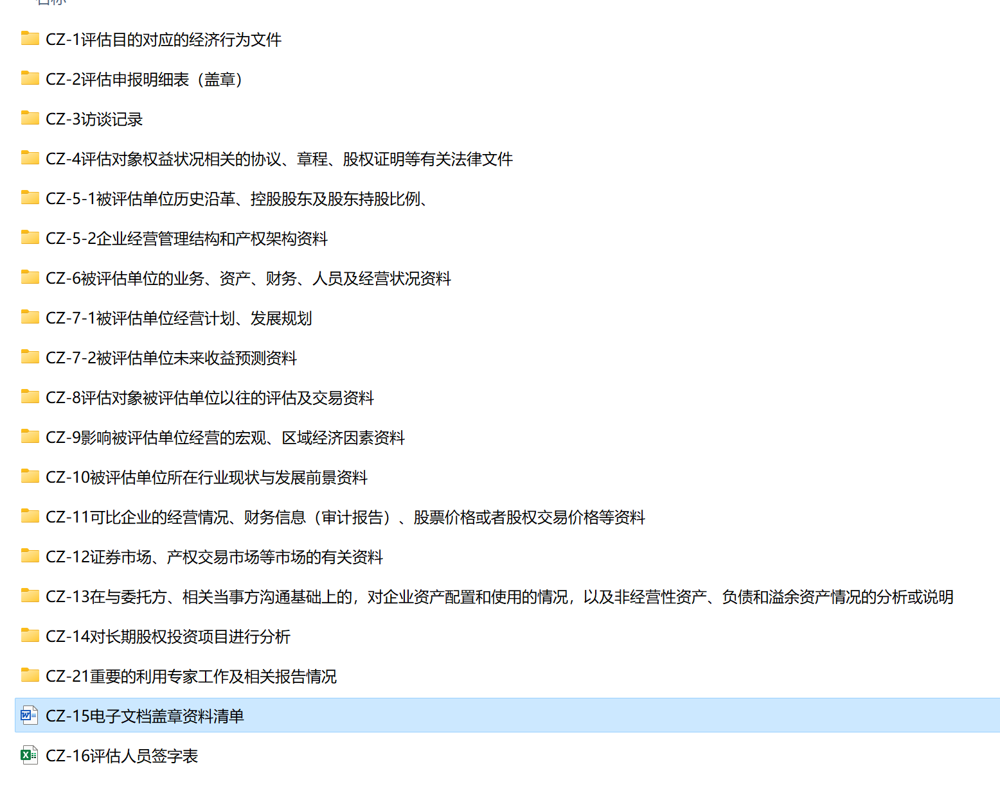 名称
CZ-1评估目的对应的经济行为文件
CZ-2评估申报明细表（盖章）
CZ-3访谈记录
CZ-4评估对象权益状况相关的协议、章程、股权证明等有关法律文件
CZ-5-1被评估单位历史沿革、控股股东及股东持股比例、
CZ-5-2企业经营管理结构和产权架构资料
CZ-6被评估单位的业务、资产、财务、人员及经营状况资料
CZ-7-1被评估单位经营计划、发展规划
CZ-7-2被评估单位未来收益预测资料
CZ-8评估对象被评估单位以往的评估及交易资料
CZ-9影响被评估单位经营的宏观、区域经济因素资料
CZ-10被评估单位所在行业现状与发展前景资料
CZ-11可比企业的经营情况、财务信息（审计报告）、股票价格或者股权交易价格等资料
CZ-12证券市场、产权交易市场等市场的有关资料
CZ-13在与委托方、相关当事方沟通基础上的，对企业资产配置和使用的情况，以及非经营性资产、负债和溢余资产情况的分析或说明
CZ-14对长期股权投资项目进行分析
CZ-21重要的利用专家工作及相关报告情况
CZ-15电子文档盖章资料清单
CZ-16评估人员签字表